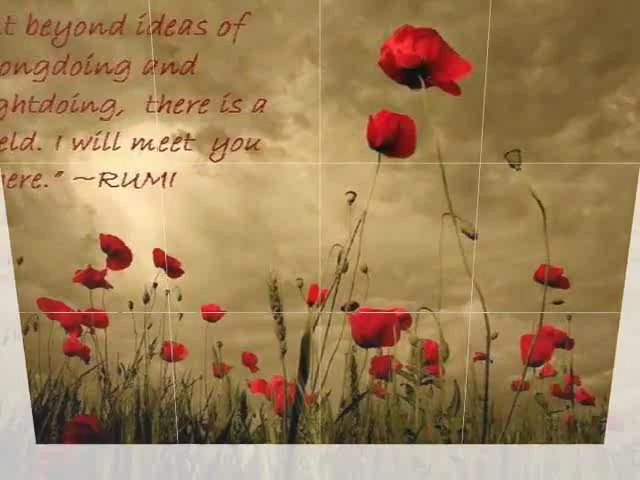 t beyond ideas of
ongdoing and
ghtdoing, there is a
eld. I will meet you
ere." ~RUMI